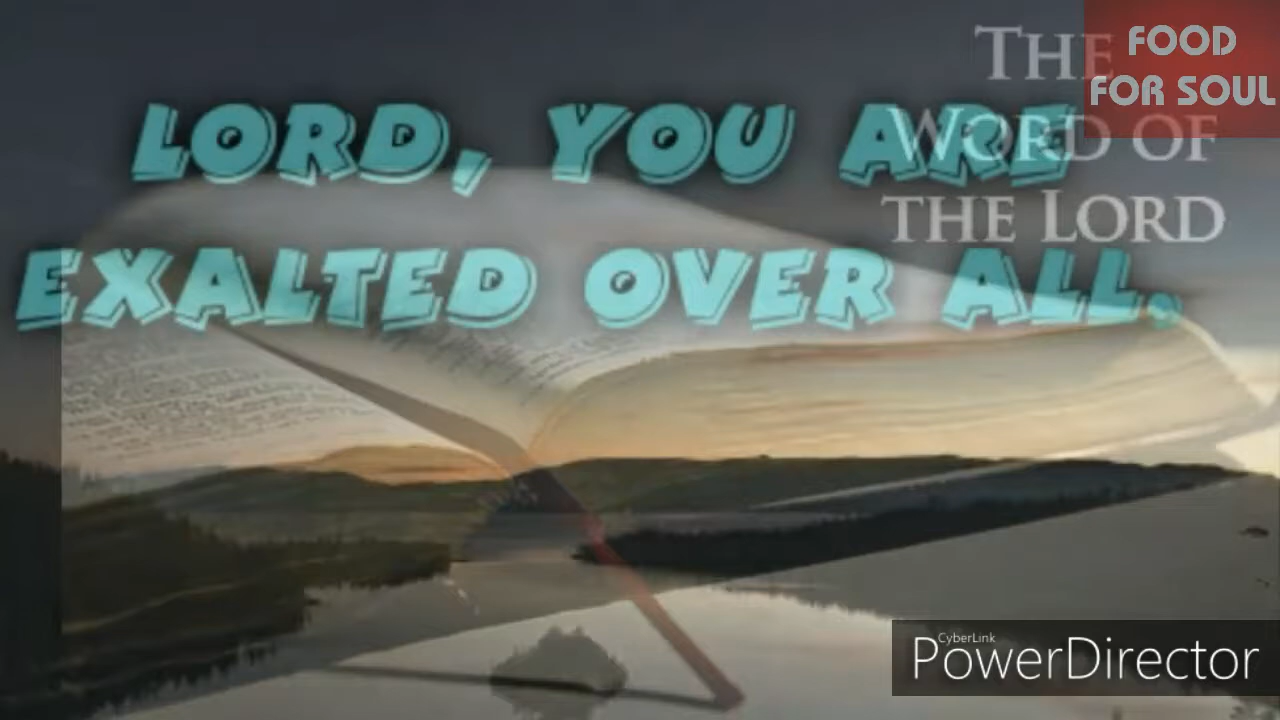 THE
WORD OF
THE LORD
FOOD
FOR SOUL
LORD, YOU ARE
EXALTED OVER ALL.
CyberLink
PowerDirector